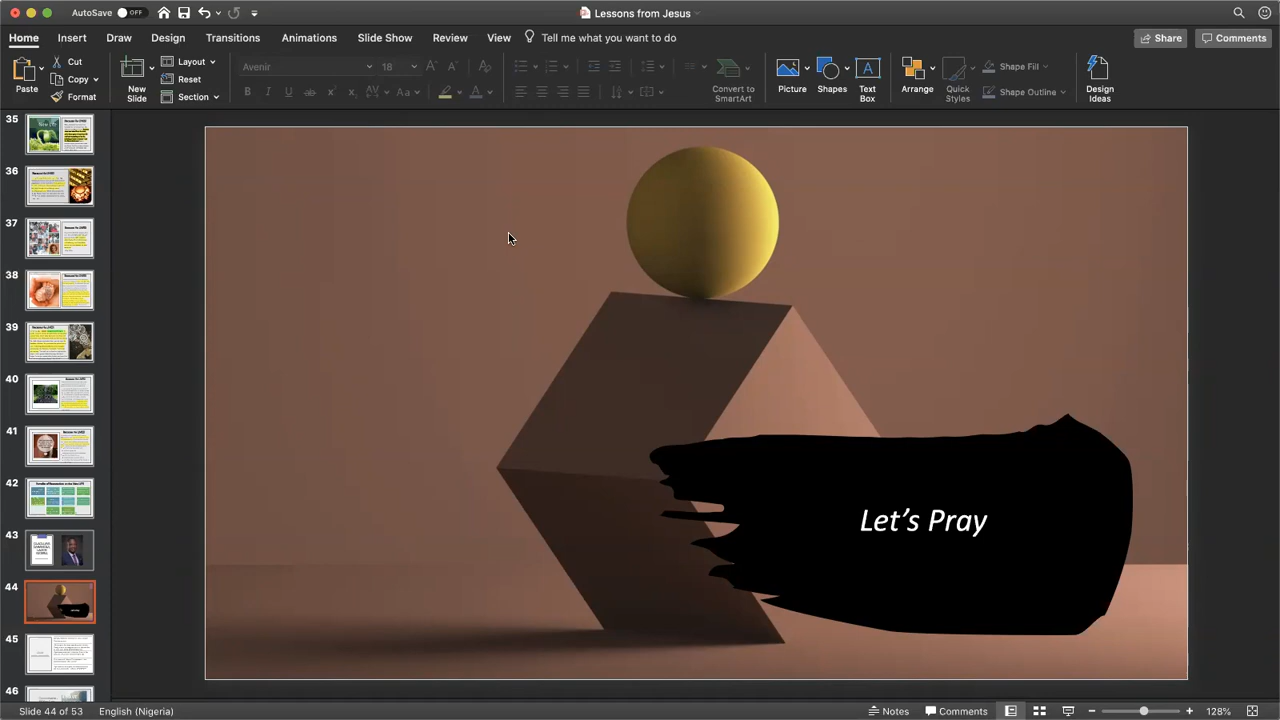 AutoSave OFF
Lessons from Jesus
Home Insert Draw Design Transitions Animations Slide Show Review View Tell me what you want to do Share Comments
Paste Cut Copy Format
New Slide Layout Reset Section
Avenir 18
Convert to SmartArt
Picture Shapes Text Box Arrange Quick Styles Shape Fill Shape Outline Design Ideas
35
36
37
38
39
40
41
42
43
44
45
46
Let's Pray
Slide 44 of 53 English (Nigeria) Notes Comments 128%